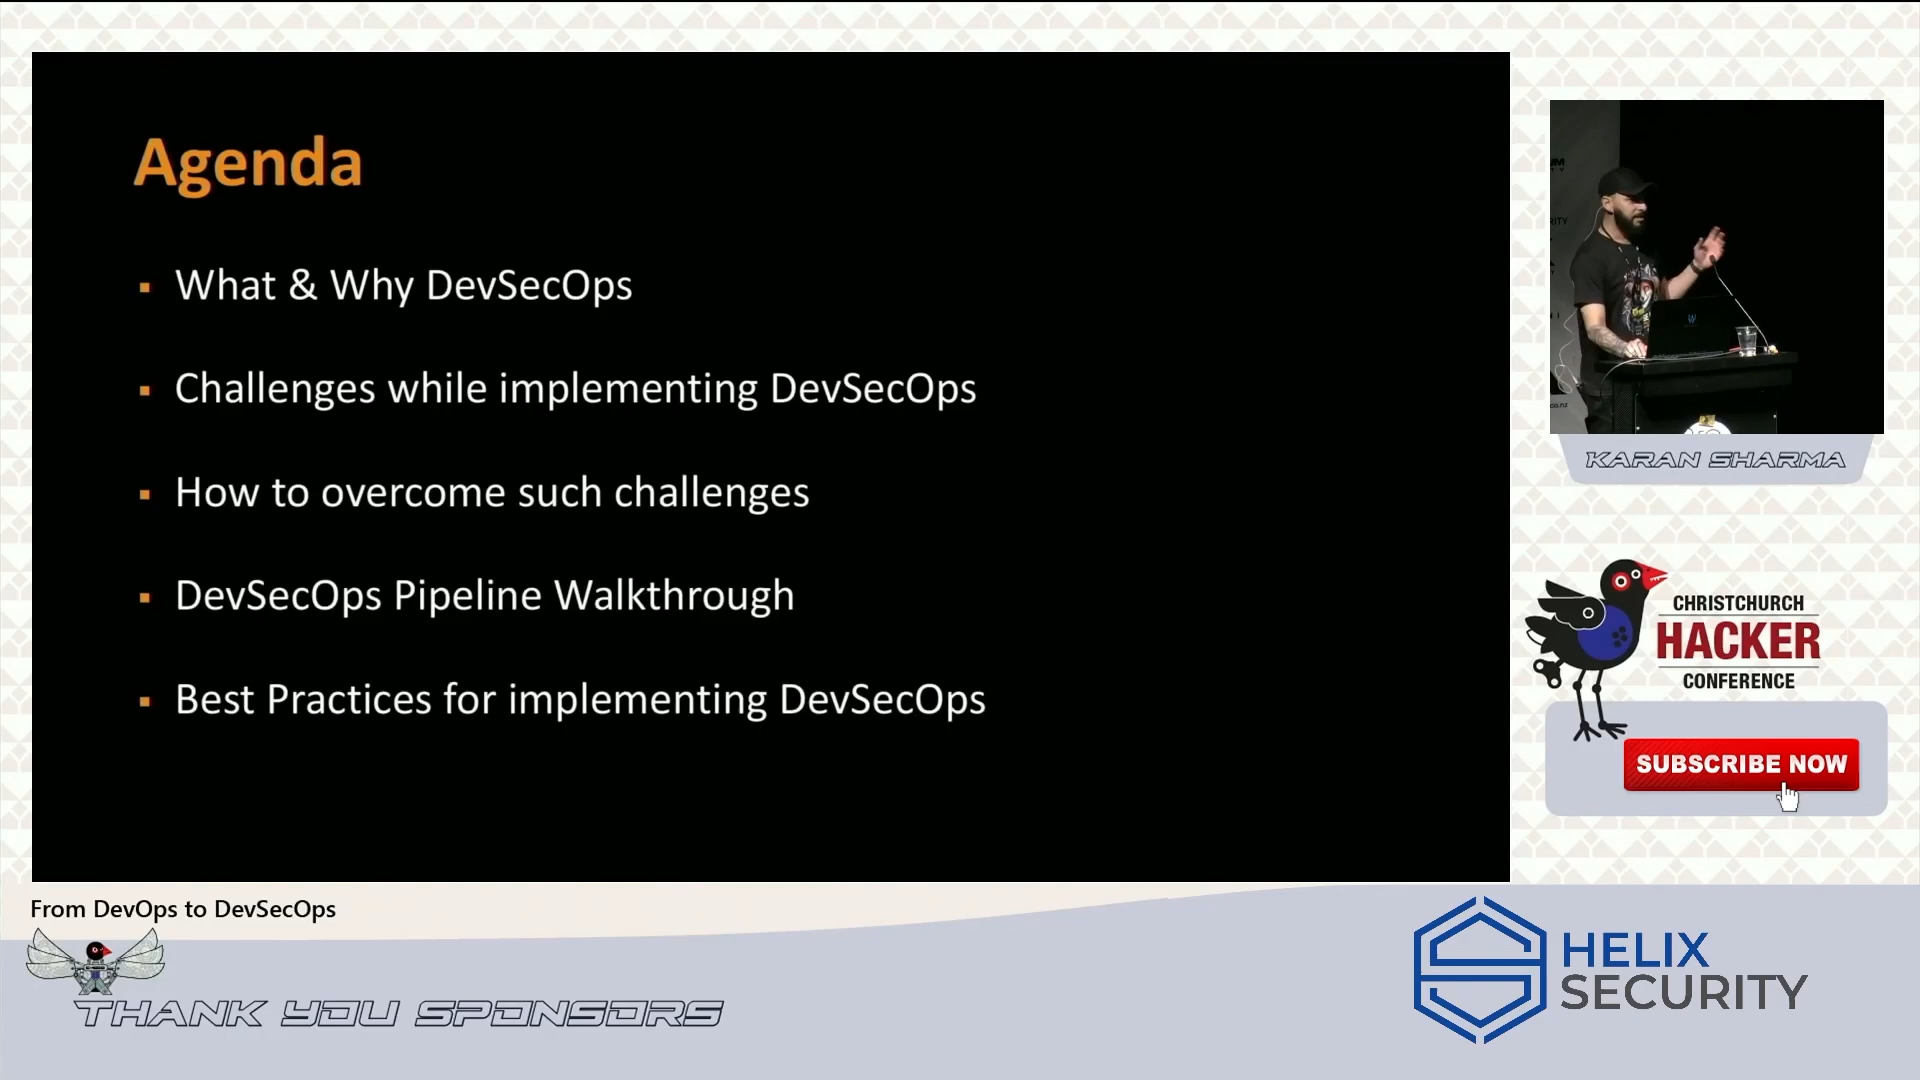 Agenda
What & Why DevSecOps
Challenges while implementing DevSecOps
How to overcome such challenges
DevSecOps Pipeline Walkthrough
Best Practices for implementing DevSecOps
KARAN SHARMA
CHRISTCHURCH
HACKER
CONFERENCE
SUBSCRIBE NOW
From DevOps to DevSecOps
THANK YOU SPONSORS
HELIX
SECURITY